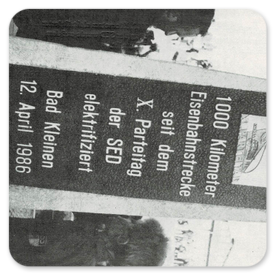 1000 Kilometer
Eisenbahnstrecke
seit dem
X. Parteitag
der SED
elektrifiziert
Bad Kleinen
12. April 1986